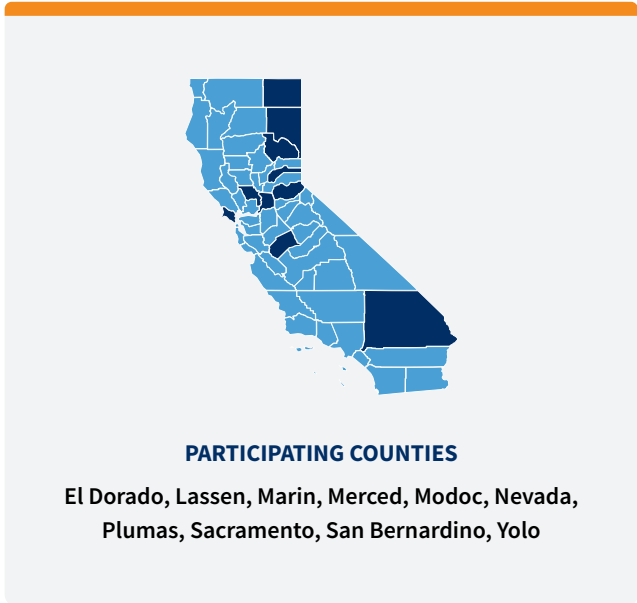 PARTICIPATING COUNTIES
El Dorado, Lassen, Marin, Merced, Modoc, Nevada,
Plumas, Sacramento, San Bernardino, Yolo